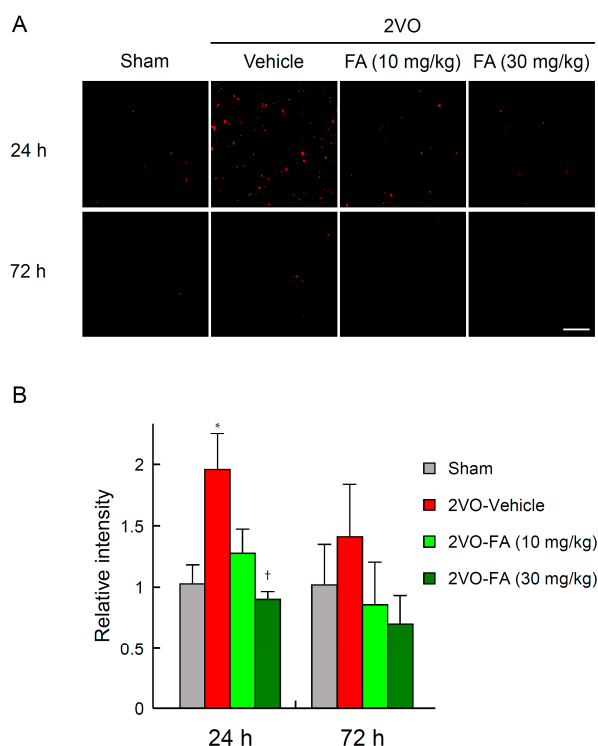 A
2VO
Sham Vehicle FA (10 mg/kg) FA (30 mg/kg)
24 h
72 h
B
Relative intensity
2
1.5
1
0.5
0
*
†
24 h 72 h
Sham
2VO-Vehicle
2VO-FA (10 mg/kg)
2VO-FA (30 mg/kg)